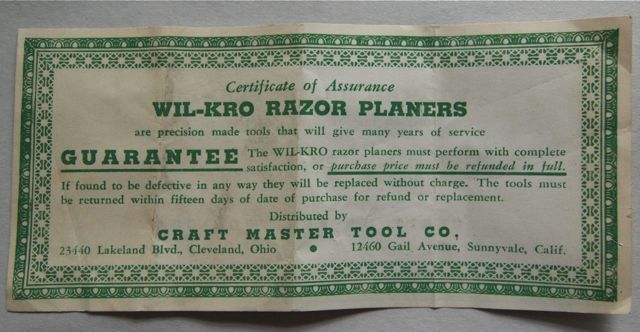 Certificate of Assurance
WIL-KRO RAZOR PLANERS
are precision made tools that will give many years of service
GUARANTEE The WIL-KRO razor planers must perform with complete
satisfaction, or purchase price must be refunded in full.
If found to be defective in any way they will be replaced without charge. The tools must
be returned within fifteen days of date of purchase for refund or replacement.
Distributed by
CRAFT MASTER TOOL CO.
23440 Lakeland Blvd., Cleveland, Ohio • 12460 Gail Avenue, Sunnyvale, Calif.